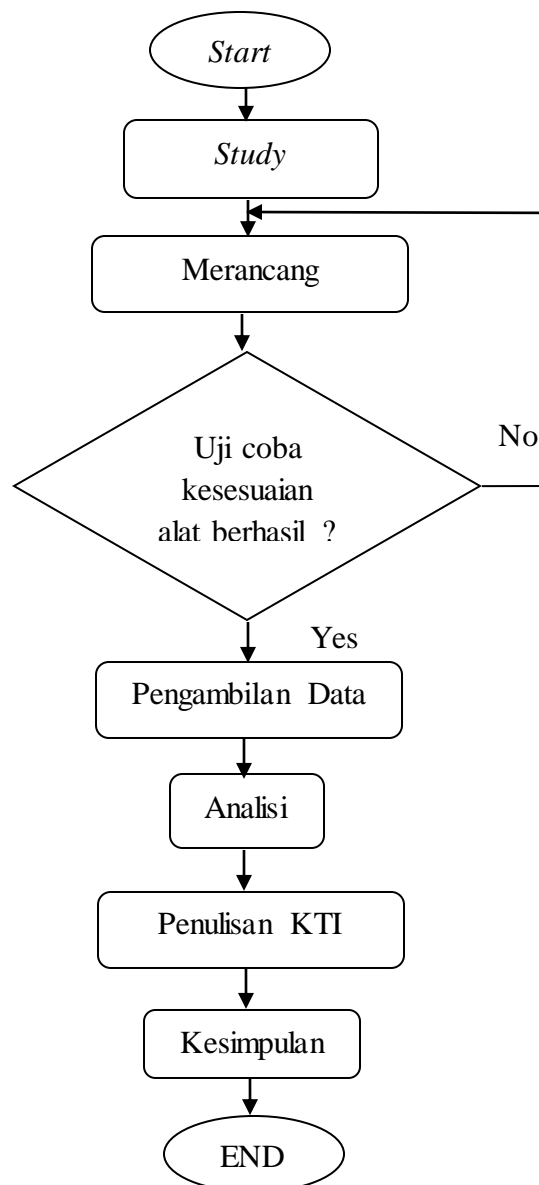 Start
Study
Merancang
Uji coba
kesesuaian
alat berhasil ?
No
Yes
Pengambilan Data
Analisi
Penulisan KTI
Kesimpulan
END